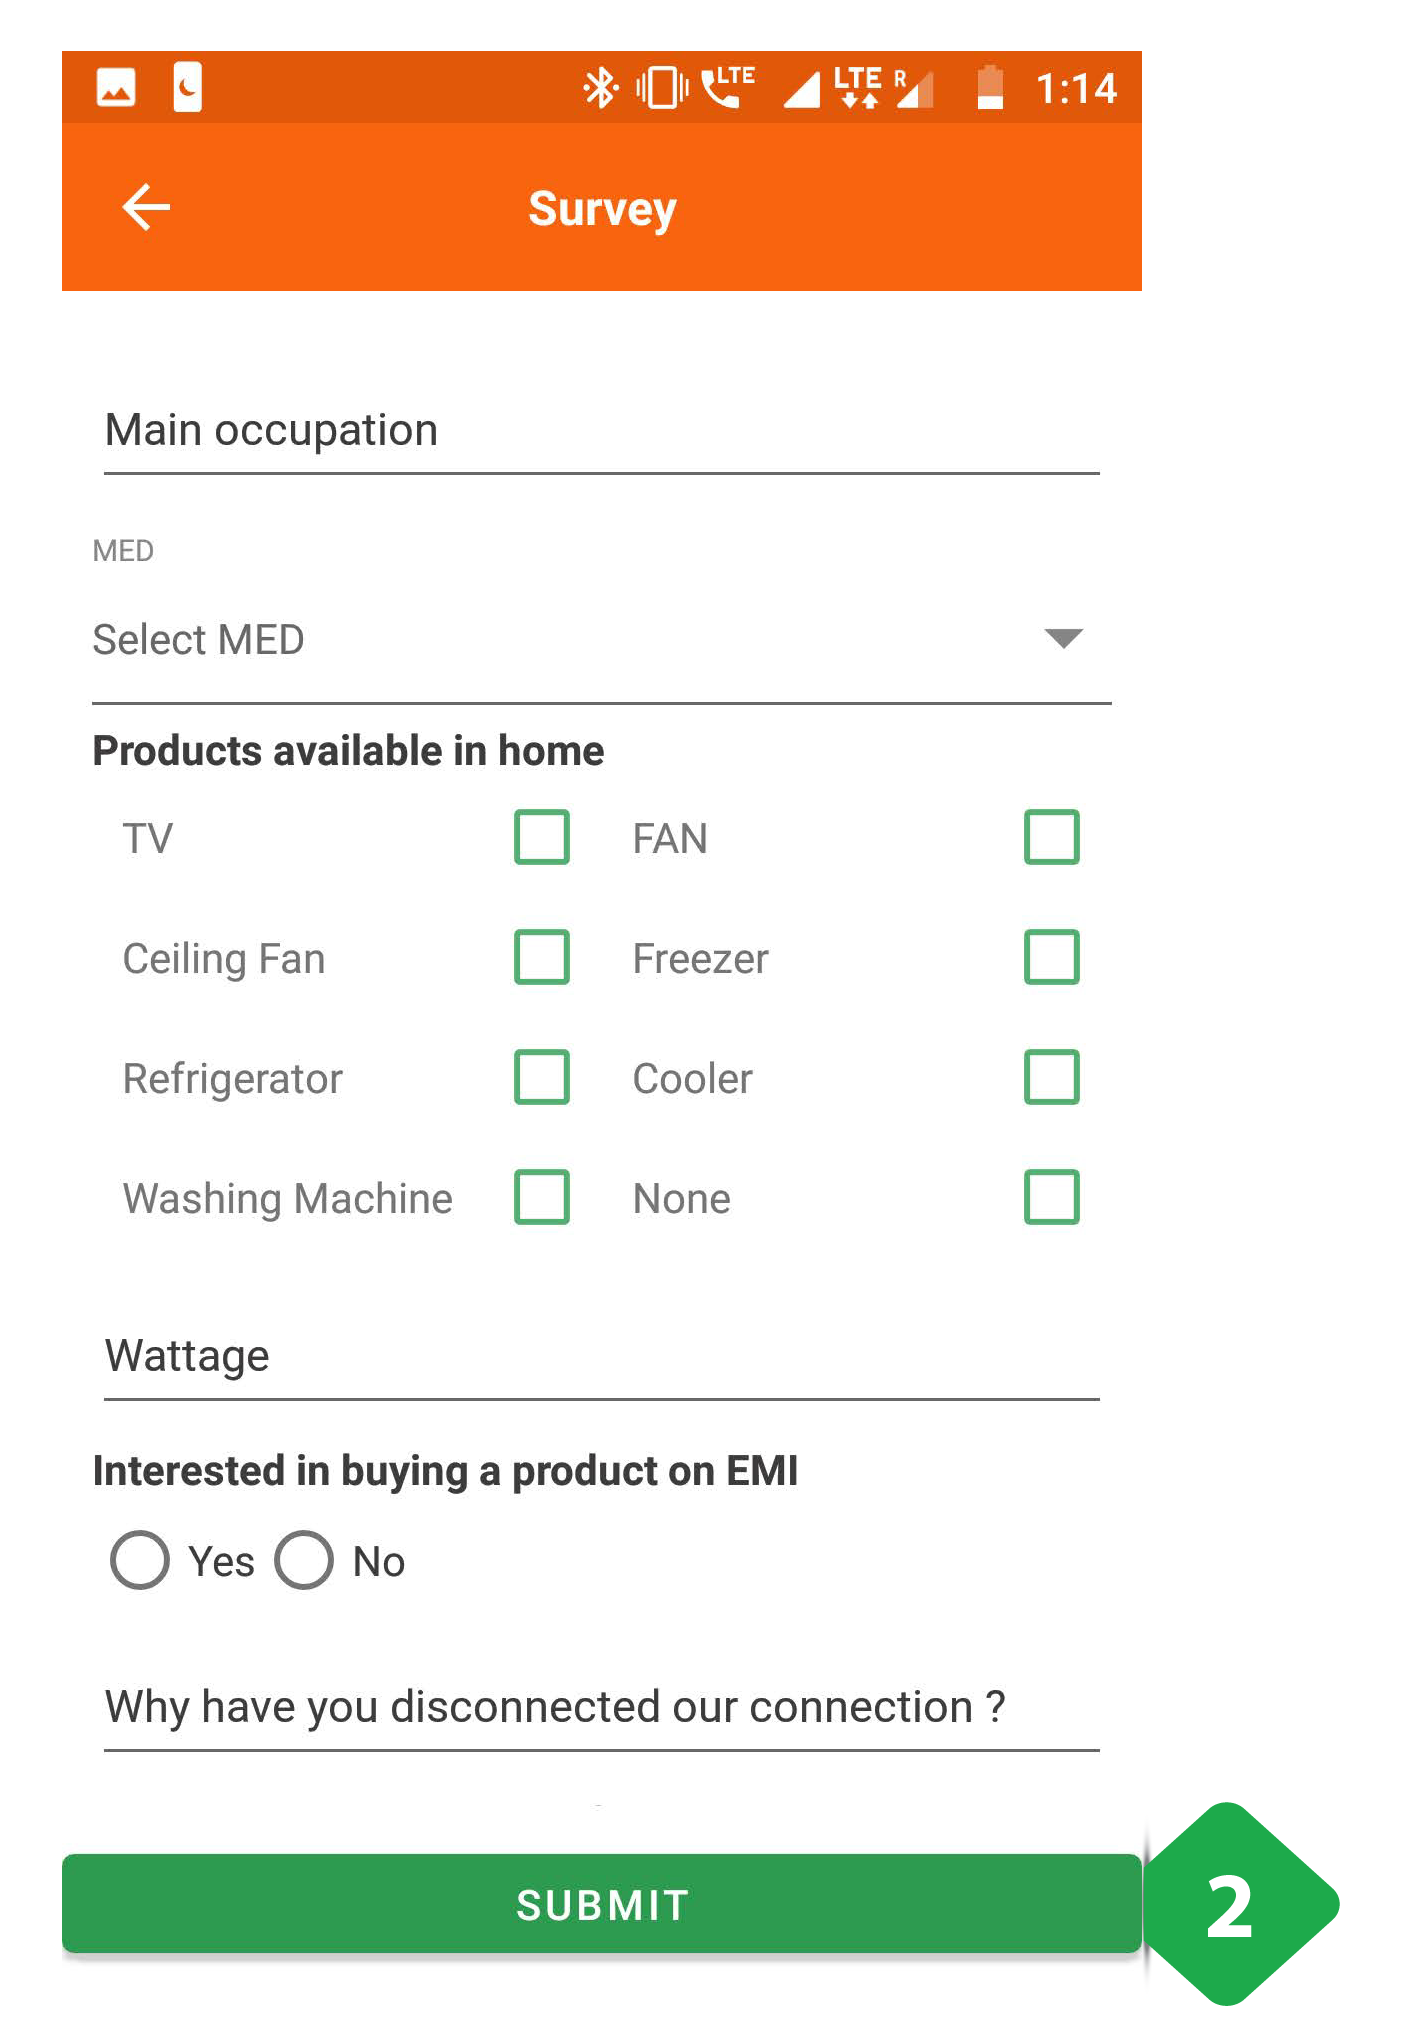 LTE LTE R 1:14
Survey
Main occupation
MED
Select MED
Products available in home
TV FAN
Ceiling Fan Freezer
Refrigerator Cooler
Washing Machine None
Wattage
Interested in buying a product on EMI
Yes No
Why have you disconnected our connection ?
SUBMIT
2